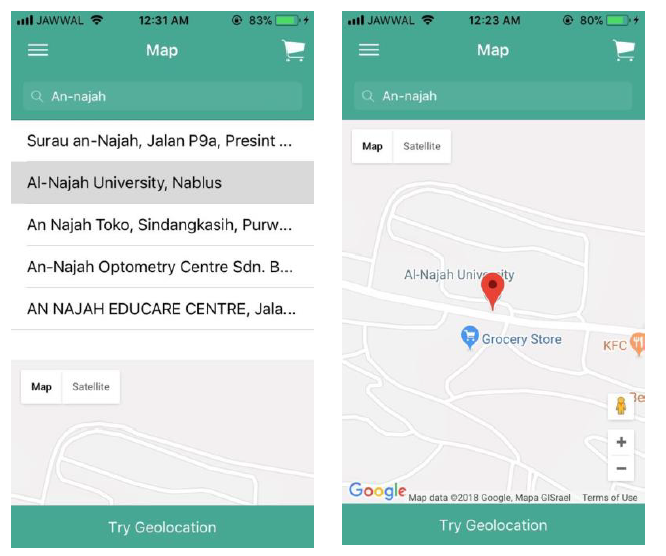 JAWWAL 12:31 AM 83%
Map
An-najah
Surau an-Najah, Jalan P9a, Presint ...
Al-Najah University, Nablus
An Najah Toko, Sindangkasih, Purw...
An-Najah Optometry Centre Sdn. B...
AN NAJAH EDUCARE CENTRE, Jala...
Map Satellite
Try Geolocation
JAWWAL 12:23 AM 80%
Map
An-najah
Map Satellite
Al-Najah University
Grocery Store
KFC
Be
Google Map data ©2018 Google, Mapa GISrael Terms of Use
Try Geolocation